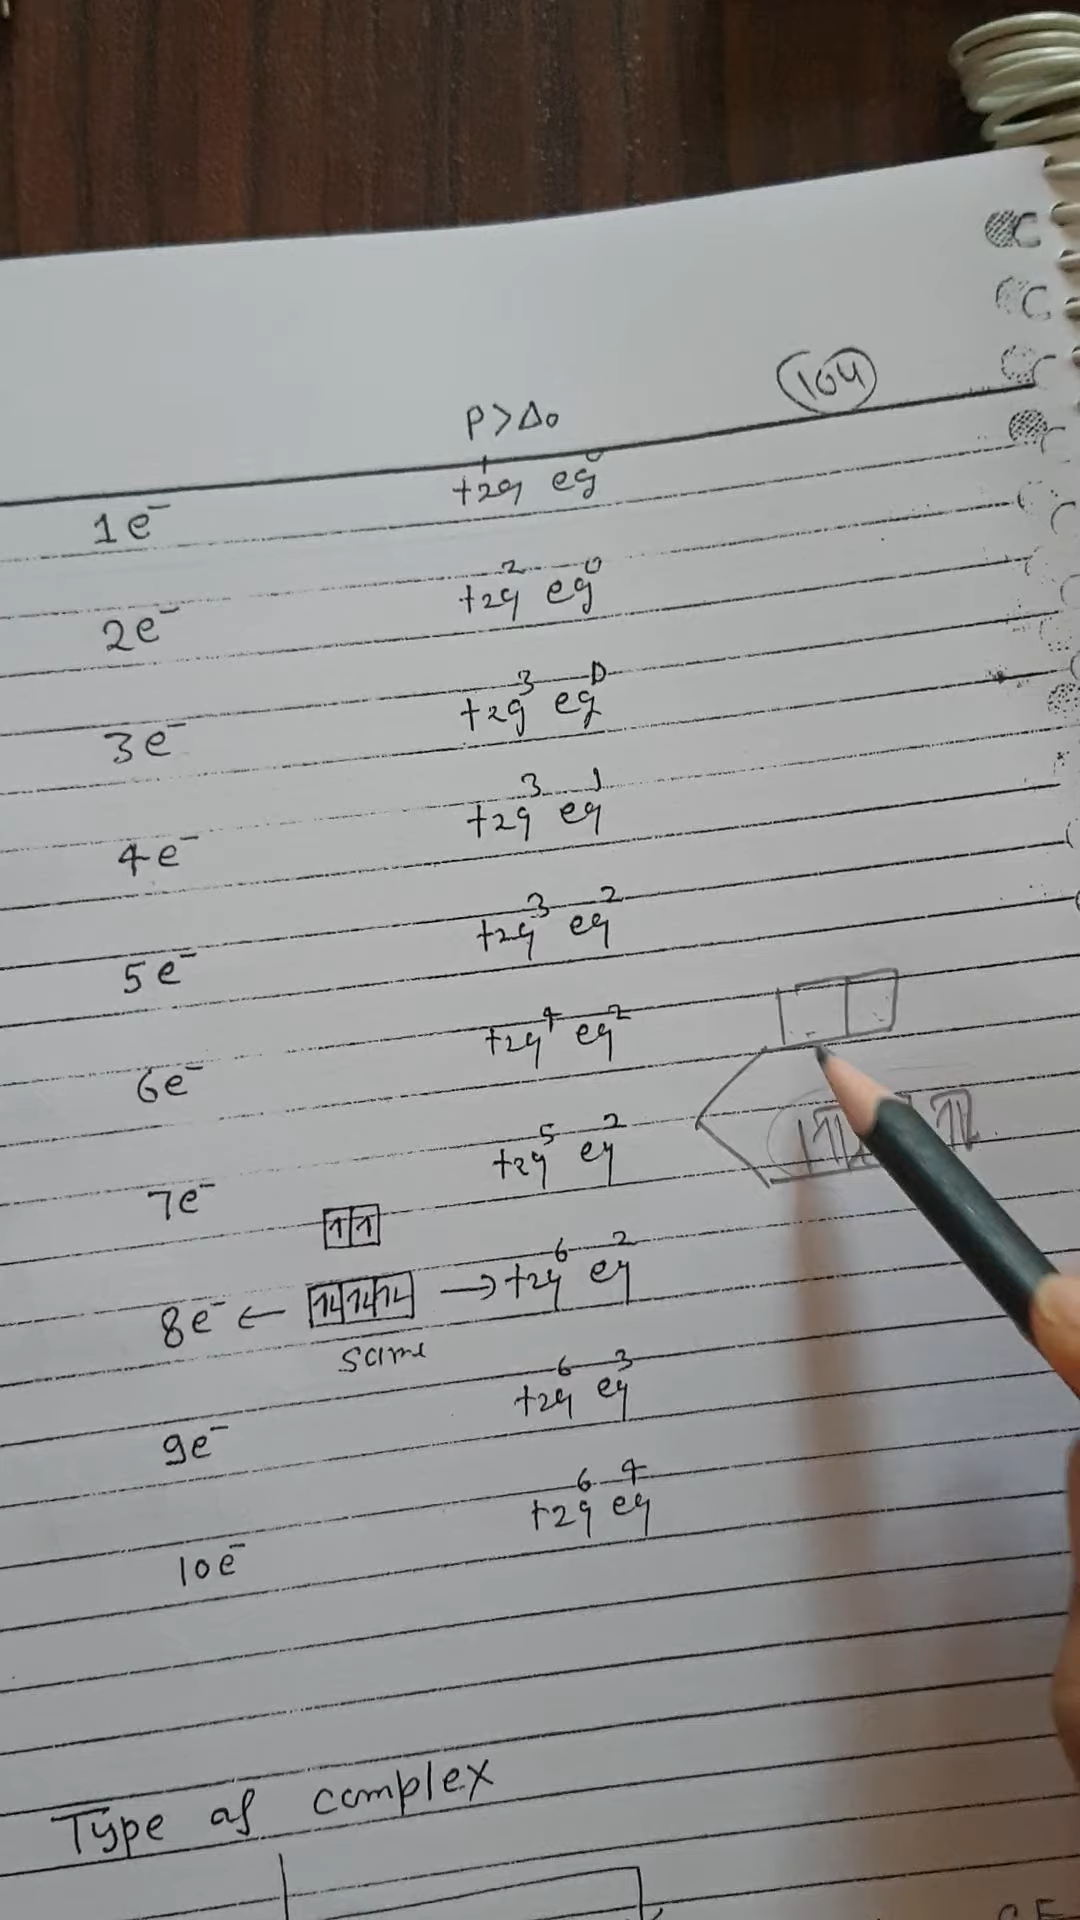 104
P>Δo
1e⁻ t2g eg⁰
2e⁻ t2g² eg⁰
3e⁻ t2g³ eg⁰
4e⁻ t2g³ eg¹
5e⁻ t2g³ eg²
6e⁻ t2g⁴ eg²
7e⁻ t2g⁵ eg²
↿ ↿
8e⁻ ← ⥮ ⥮ ⥮ → t2g⁶ eg²
same
9e⁻ t2g⁶ eg³
10e⁻ t2g⁶ eg⁴
Type of complex